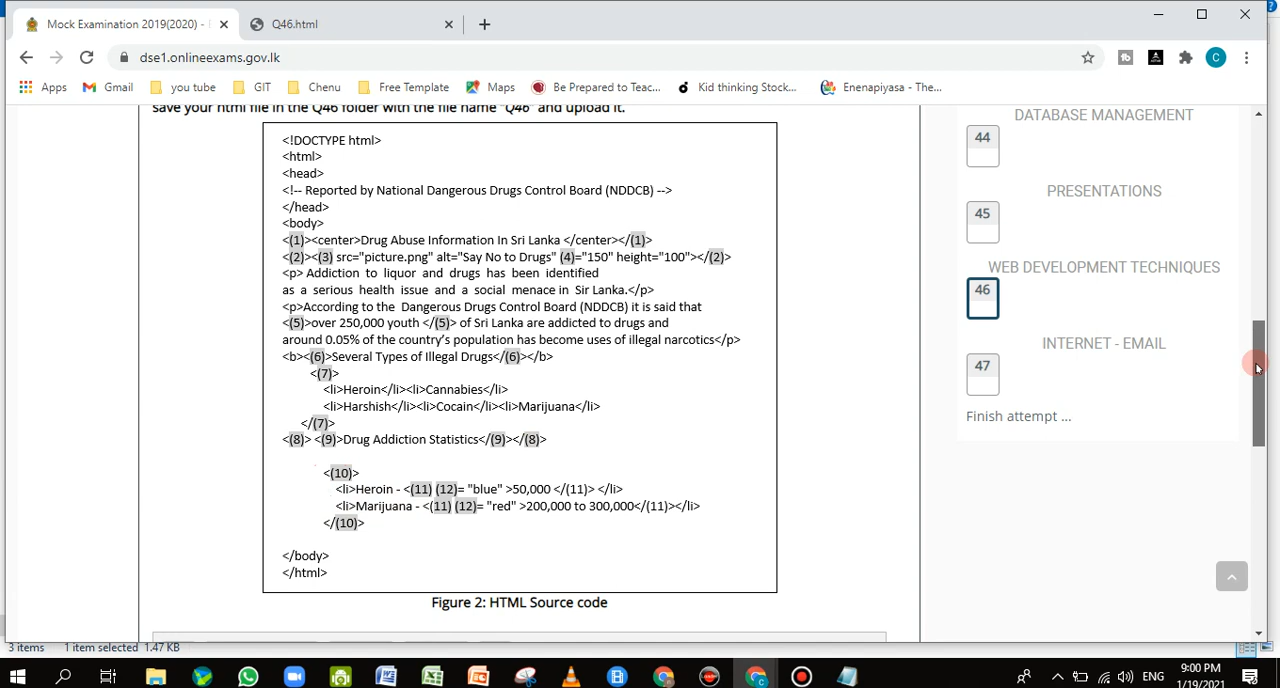 Mock Examination 2019(2020) -
Q46.html
dse1.onlineexams.gov.lk
Apps
Gmail
you tube
GIT
Chenu
Free Template
Maps
Be Prepared to Teac...
Kid thinking Stock...
Enenapiyasa - The...
save your html file in the Q46 folder with the file name "Q46" and upload it.
<!DOCTYPE html>
<html>
<head>
<!-- Reported by National Dangerous Drugs Control Board (NDDCB) -->
</head>
<body>
<(1)><center>Drug Abuse Information In Sri Lanka </center></(1)>
<(2)><(3) src="picture.png" alt="Say No to Drugs" (4)="150" height="100"></(2)>
<p> Addiction to liquor and drugs has been identified
as a serious health issue and a social menace in Sir Lanka.</p>
<p>According to the Dangerous Drugs Control Board (NDDCB) it is said that
<(5)>over 250,000 youth </(5)> of Sri Lanka are addicted to drugs and
around 0.05% of the country's population has become uses of illegal narcotics</p>
<b><(6)>Several Types of Illegal Drugs</(6)></b>
<(7)>
<li>Heroin</li><li>Cannabies</li>
<li>Harshish</li><li>Cocain</li><li>Marijuana</li>
</(7)>
<(8)> <(9)>Drug Addiction Statistics</(9)></(8)>
<(10)>
<li>Heroin - <(11) (12)= "blue" >50,000 </(11)> </li>
<li>Marijuana - <(11) (12)= "red" >200,000 to 300,000</(11)></li>
</(10)>
</body>
</html>
Figure 2: HTML Source code
DATABASE MANAGEMENT
44
PRESENTATIONS
45
WEB DEVELOPMENT TECHNIQUES
46
INTERNET - EMAIL
47
Finish attempt ...
3 items
1 item selected 1.47 KB
ENG
9:00 PM
1/19/2021